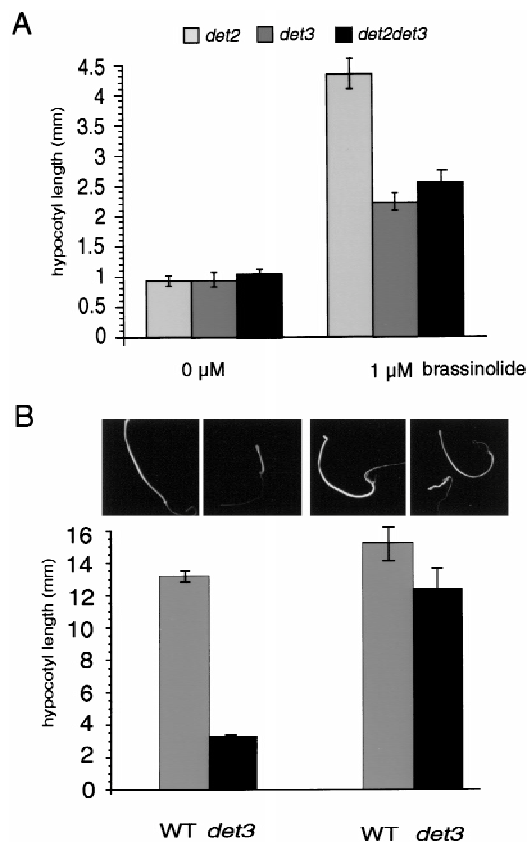 A
det2 det3 det2det3
hypocotyl length (mm)
4.5
4
3.5
3
2.5
2
1.5
1
0.5
0
0 µM 1 µM brassinolide
B
hypocotyl length (mm)
16
14
12
10
8
6
4
2
0
WT det3 WT det3